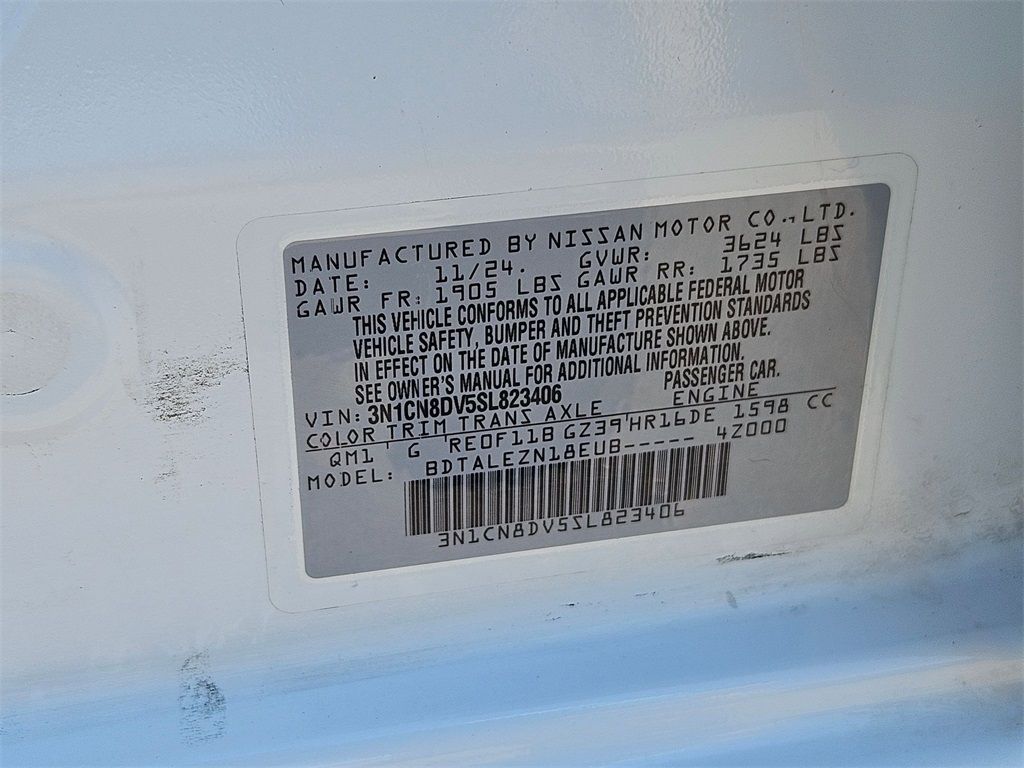 MANUFACTURED BY NISSAN MOTOR CO.,LTD.
DATE: 11/24. GVWR: 3624 LBS
GAWR FR: 1905 LBS GAWR RR: 1735 LBS
THIS VEHICLE CONFORMS TO ALL APPLICABLE FEDERAL MOTOR
VEHICLE SAFETY, BUMPER AND THEFT PREVENTION STANDARDS
IN EFFECT ON THE DATE OF MANUFACTURE SHOWN ABOVE.
SEE OWNER'S MANUAL FOR ADDITIONAL INFORMATION.
VIN: 3N1CN8DV5SL823406 PASSENGER CAR.
COLOR TRIM TRANS AXLE ENGINE
QM1 ' G ' RE0F11B GZ39'HR16DE 1598 CC
MODEL: BDTALEZN18EUB----- 4Z000
3N1CN8DV5SL823406